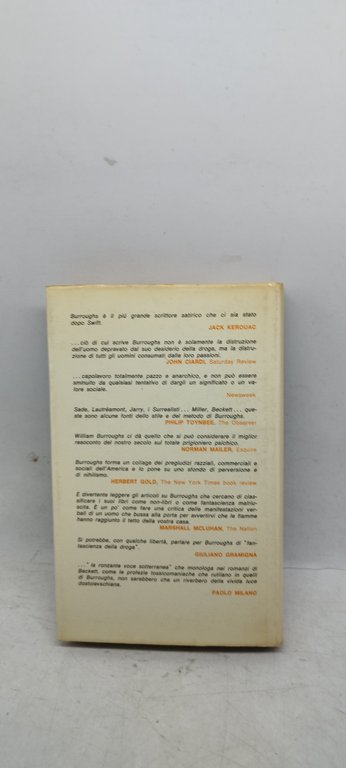 Burroughs è il più grande scrittore satirico che ci sia stato
dopo Swift.
JACK KEROUAC
...ciò di cui scrive Burroughs non è solamente la distruzione
dell'uomo depravato dal suo desiderio della droga, ma la distru-
zione di tutti gli uomini consumati dalle loro passioni.
JOHN CIARDI, Saturday Review
...capolavoro totalmente pazzo e anarchico, e non può essere
sminuito da qualsiasi tentativo di dargli un significato o un va-
lore sociale.
Newsweek
Sade, Lautréamont, Jarry, i Surrealisti... Miller, Beckett... que-
ste sono alcune fonti dello stile e del metodo di Burroughs.
PHILIP TOYNBEE, The Observer
William Burroughs ci dà quello che si può considerare il miglior
resoconto del nostro secolo sul totale prigioniero psichico.
NORMAN MAILER, Esquire
Burroughs forma un collage dei pregiudizi razziali, commerciali e
sociali dell'America e lo pone su uno sfondo di perversione e
di nihilismo.
HERBERT GOLD, The New York Times book review
È divertente leggere gli articoli su Burroughs che cercano di clas-
sificare i suoi libri come non-libri o come fantascienza malriu-
scita. È un po' come fare una critica delle manifestazioni ver-
bali di un uomo che bussa alla porta per avvertirvi che le fiamme
hanno raggiunto il tetto della vostra casa.
MARSHALL MCLUHAN, The Nation
Si potrebbe, con qualche libertà, parlare per Burroughs di "fan-
tascienza della droga".
GIULIANO GRAMIGNA
..." la ronzante voce sotterranea" che monologa nei romanzi di
Beckett, come le profezie tossicomaniache che rutilano in quelli
di Burroughs, non sarebbero che un riverbero della vivida luce
dostoievschiana.
PAOLO MILANO